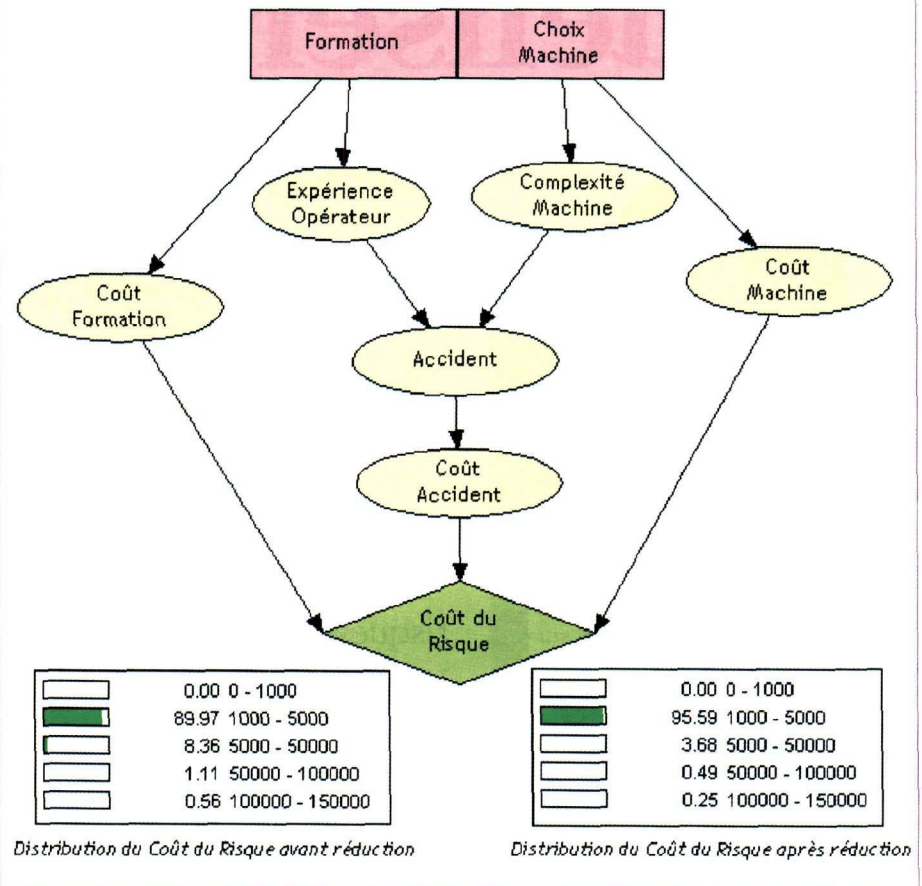 Formation
Choix
Machine
Expérience
Opérateur
Complexité
Machine
Coût
Formation
Coût
Machine
Accident
Coût
Accident
Coût du
Risque
0.00 0 - 1000
89.97 1000 - 5000
8.36 5000 - 50000
1.11 50000 - 100000
0.56 100000 - 150000
0.00 0 - 1000
95.59 1000 - 5000
3.68 5000 - 50000
0.49 50000 - 100000
0.25 100000 - 150000
Distribution du Coût du Risque avant réduction
Distribution du Coût du Risque après réduction